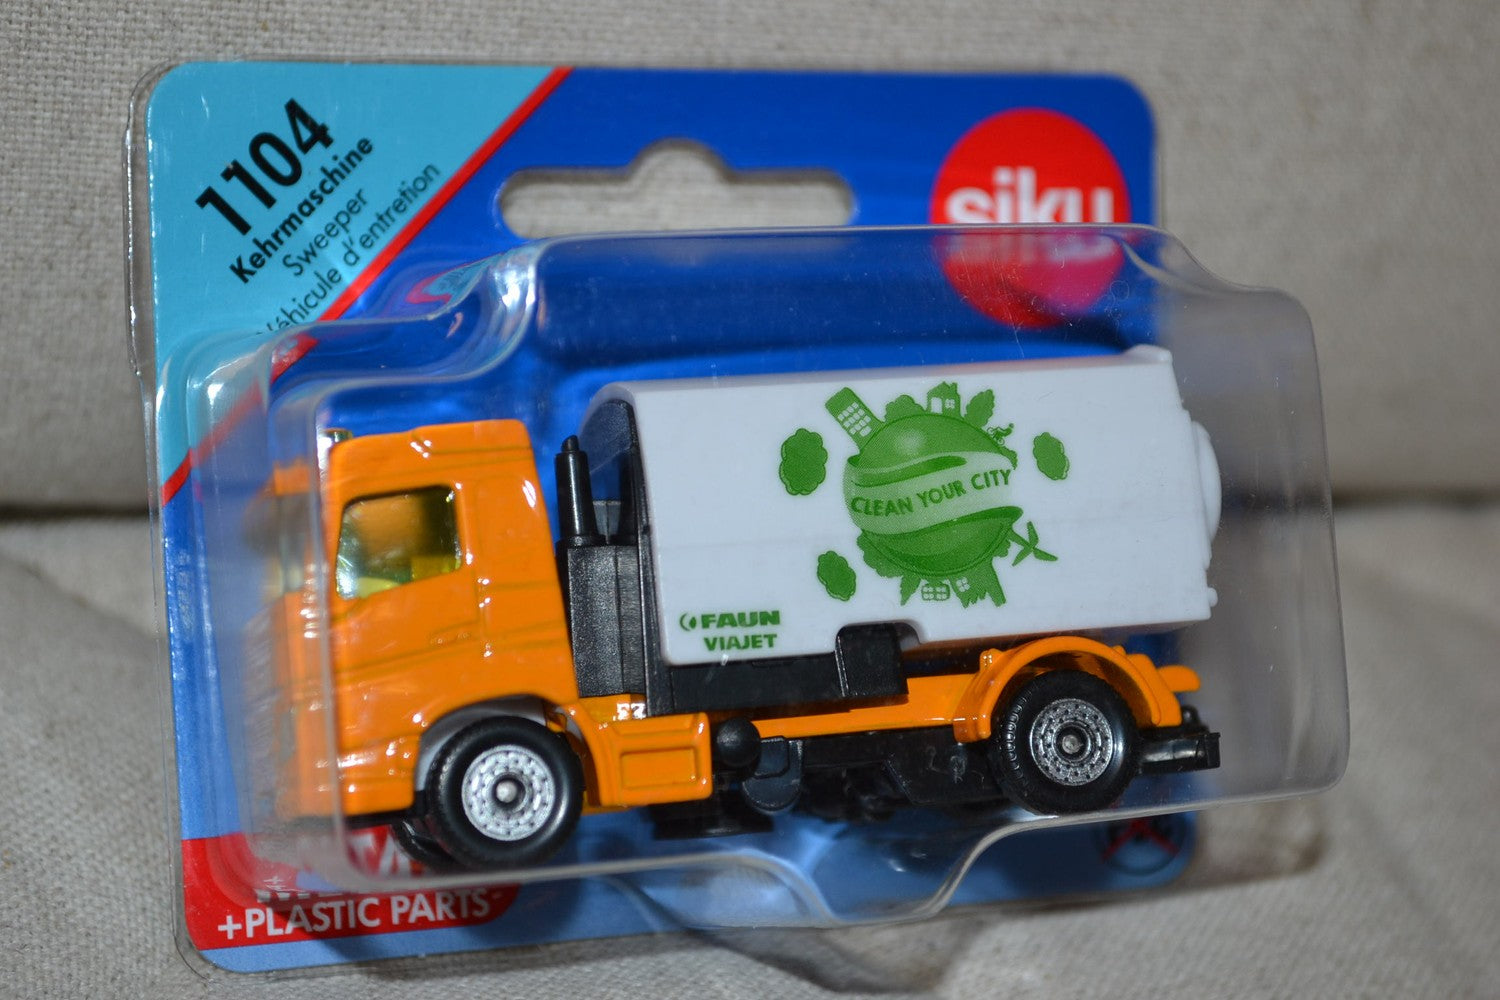 1104
Kehrmaschine
Sweeper
Véhicule d'entretien
siku
CLEAN YOUR CITY
FAUN
VIAJET
+PLASTIC PARTS